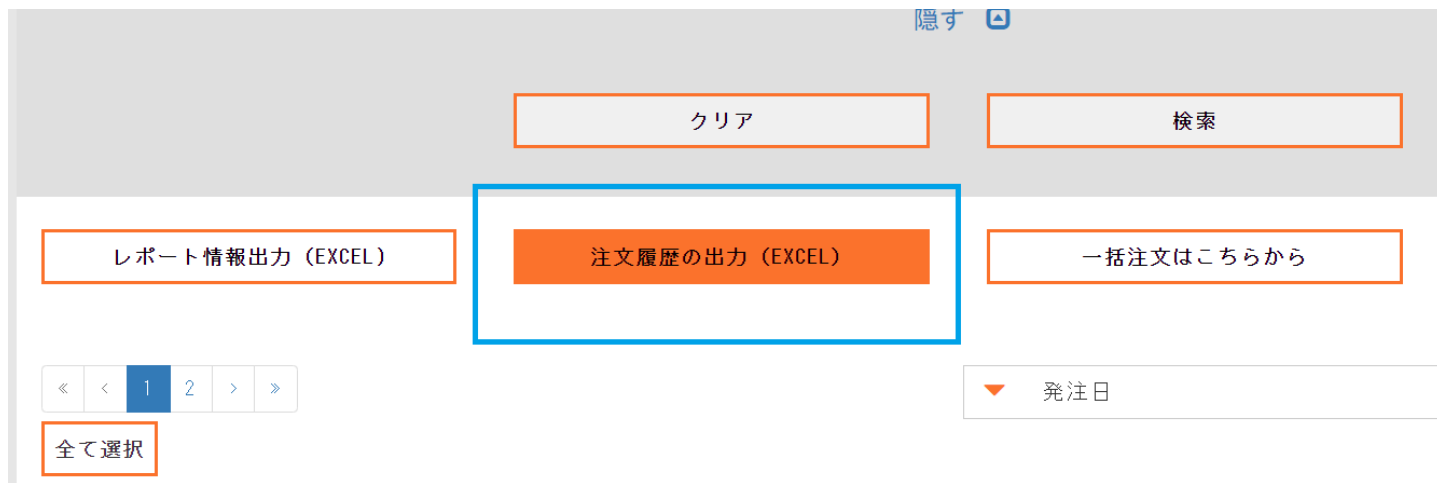 隠す
クリア
検索
レポート情報出力 (EXCEL)
注文履歴の出力 (EXCEL)
一括注文はこちらから
« < 1 2 > »
発注日
全て選択